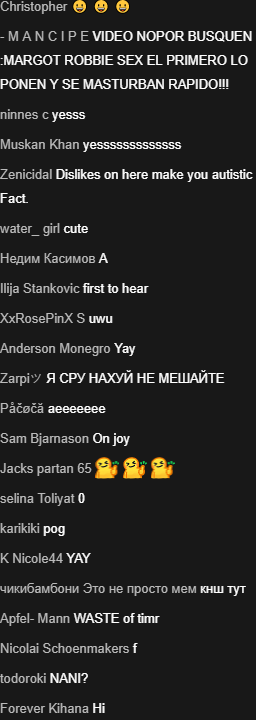 Christopher 😀 😀 😀
- M A N C I P E VIDEO NOPOR BUSQUEN
:MARGOT ROBBIE SEX EL PRIMERO LO
PONEN Y SE MASTURBAN RAPIDO!!!
ninnes c yesss
Muskan Khan yesssssssssssss
Zenicidal Dislikes on here make you autistic
Fact.
water_ girl cute
Недим Касимов А
Ilija Stankovic first to hear
XxRosePinX S uwu
Anderson Monegro Yay
Zarpiツ Я СРУ НАХУЙ НЕ МЕШАЙТЕ
Påčøčă aeeeeeee
Sam Bjarnason On joy
Jacks partan 65
selina Toliyat 0
karikiki pog
K Nicole44 YAY
чикибамбони Это не просто мем кнш тут
Apfel- Mann WASTE of timr
Nicolai Schoenmakers f
todoroki NANI?
Forever Kihana Hi